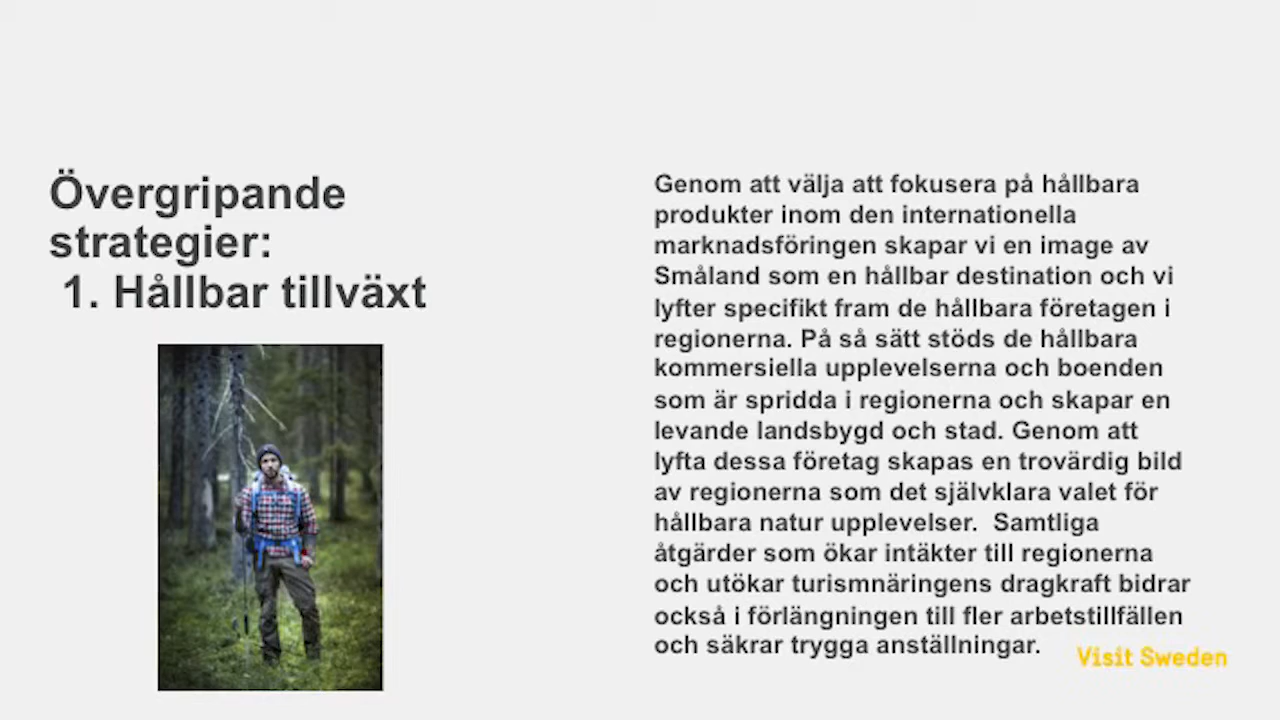 Övergripande
strategier:
1. Hållbar tillväxt
Genom att välja att fokusera på hållbara
produkter inom den internationella
marknadsföringen skapar vi en image av
Småland som en hållbar destination och vi
lyfter specifikt fram de hållbara företagen i
regionerna. På så sätt stöds de hållbara
kommersiella upplevelserna och boenden
som är spridda i regionerna och skapar en
levande landsbygd och stad. Genom att
lyfta dessa företag skapas en trovärdig bild
av regionerna som det självklara valet för
hållbara natur upplevelser.  Samtliga
åtgärder som ökar intäkter till regionerna
och utökar turismnäringens dragkraft bidrar
också i förlängningen till fler arbetstillfällen
och säkrar trygga anställningar.
Visit Sweden